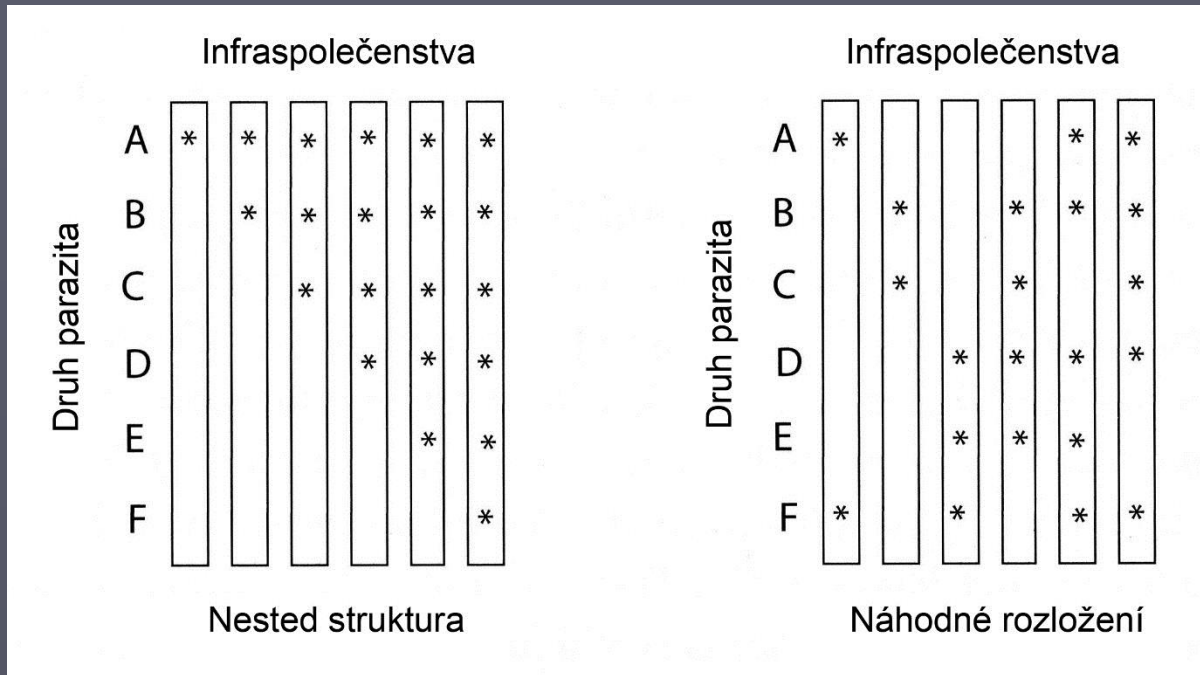 Infraspolečenstva
Druh parazita
A * * * * * *
B * * * * *
C * * * *
D * * *
E * *
F *
Nested struktura
Infraspolečenstva
Druh parazita
A * * *
B * * * *
C * * *
D * * * *
E * * *
F * * * *
Náhodné rozložení